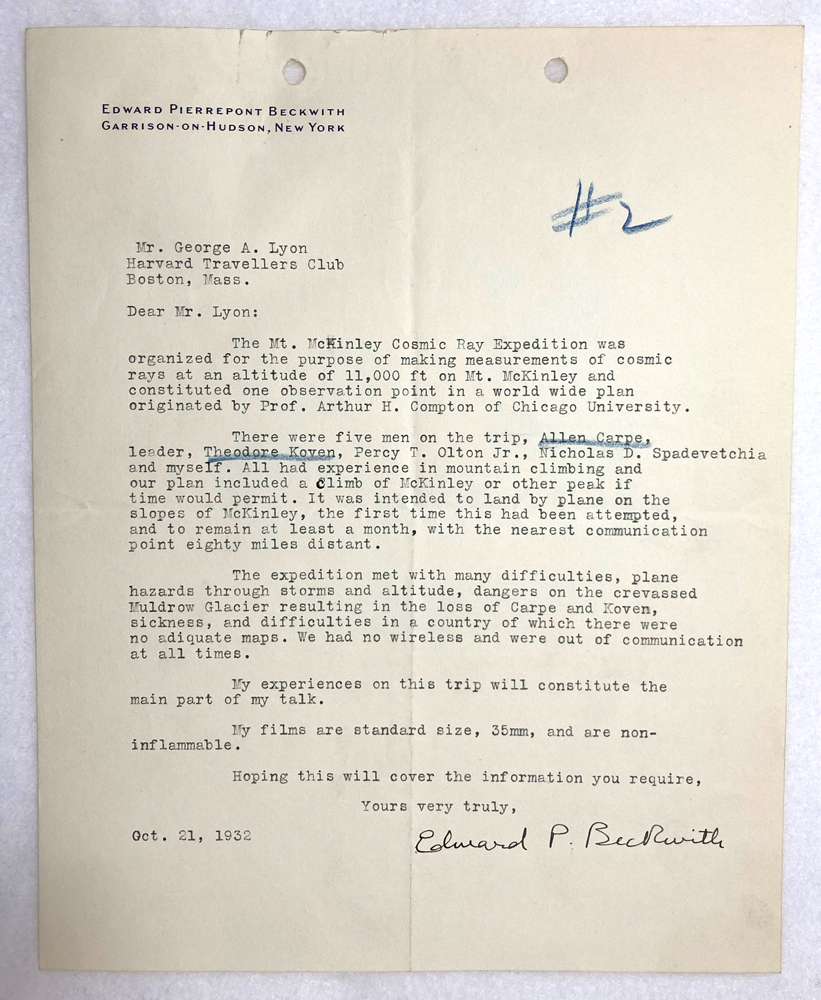 EDWARD PIERREPONT BECKWITH
GARRISON-ON-HUDSON, NEW YORK
#2
Mr. George A. Lyon
Harvard Travellers Club
Boston, Mass.
Dear Mr. Lyon:
The Mt. McKinley Cosmic Ray Expedition was
organized for the purpose of making measurements of cosmic
rays at an altitude of 11,000 ft on Mt. McKinley and
constituted one observation point in a world wide plan
originated by Prof. Arthur H. Compton of Chicago University.
There were five men on the trip, Allen Carpe,
leader, Theodore Koven, Percy T. Olton Jr., Nicholas D. Spadevetchia
and myself. All had experience in mountain climbing and
our plan included a Climb of McKinley or other peak if
time would permit. It was intended to land by plane on the
slopes of McKinley, the first time this had been attempted,
and to remain at least a month, with the nearest communication
point eighty miles distant.
The expedition met with many difficulties, plane
hazards through storms and altitude, dangers on the crevassed
Muldrow Glacier resulting in the loss of Carpe and Koven,
sickness, and difficulties in a country of which there were
no adiquate maps. We had no wireless and were out of communication
at all times.
My experiences on this trip will constitute the
main part of my talk.
My films are standard size, 35mm, and are non-
inflammable.
Hoping this will cover the information you require,
Yours very truly,
Oct. 21, 1932
Edward P. Beckwith